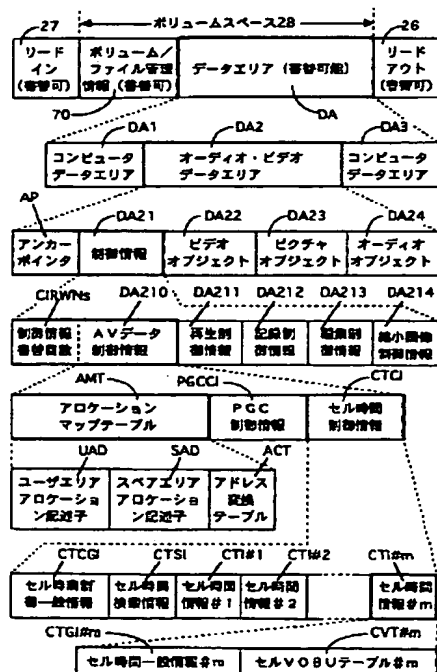 ボリュームスペース28
27
26
リード
イン
(書替可)
ボリューム/
ファイル管理
情報 (書替可)
データエリア (書替可能)
リード
アウト
(書替可)
70
DA
DA1
DA2
DA3
コンピュータ
データエリア
オーディオ・ビデオ
データエリア
コンピュータ
データエリア
AP
DA21
DA22
DA23
DA24
アンカー
ポインタ
制御情報
ビデオ
オブジェクト
ピクチャ
オブジェクト
オーディオ
オブジェクト
CIRWNs
DA210
DA211
DA212
DA213
DA214
制御情報
書替回数
AVデータ
制御情報
再生制
御情報
記録制
御情報
編集制
御情報
縮小画像
制御情報
AMT
PGCCI
CTCI
アロケーション
マップテーブル
PGC
制御情報
セル時間
制御情報
UAD
SAD
ACT
ユーザエリア
アロケーショ
ン記述子
スペアエリア
アロケーショ
ン記述子
アドレス
変換
テーブル
CTCGI
CTSI
CTI#1
CTI#2
CTI#m
セル時間制
御一般情報
セル時間
検索情報
セル時間
情報#1
セル時間
情報#2
セル時間
情報#m
CTGI#m
CVT#m
セル時間一般情報#m
セルVOBUテーブル#m